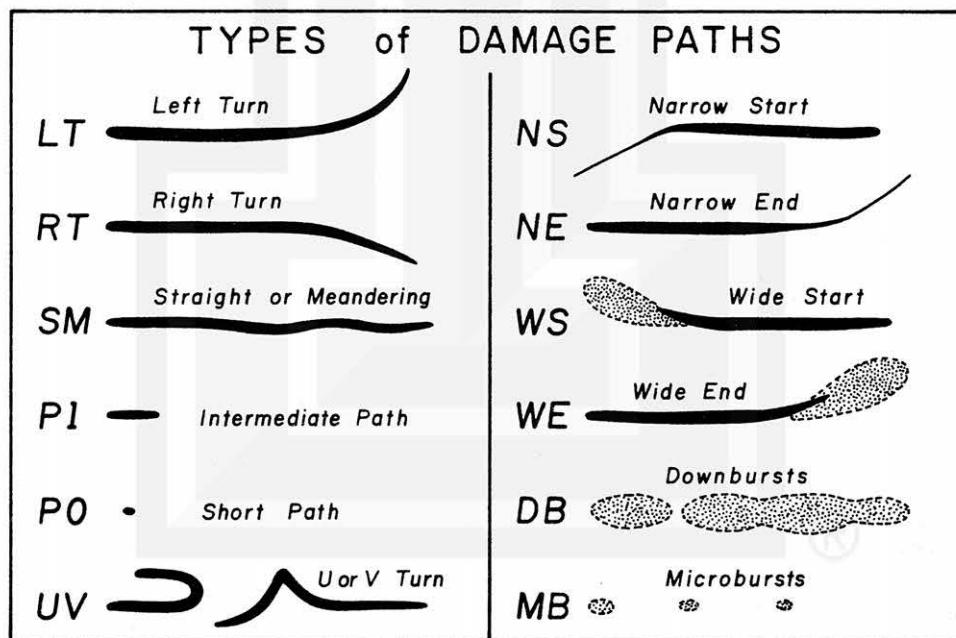 TYPES of DAMAGE PATHS
LT Left Turn
RT Right Turn
SM Straight or Meandering
P1 Intermediate Path
P0 Short Path
UV U or V Turn
NS Narrow Start
NE Narrow End
WS Wide Start
WE Wide End
DB Downbursts
MB Microbursts
®